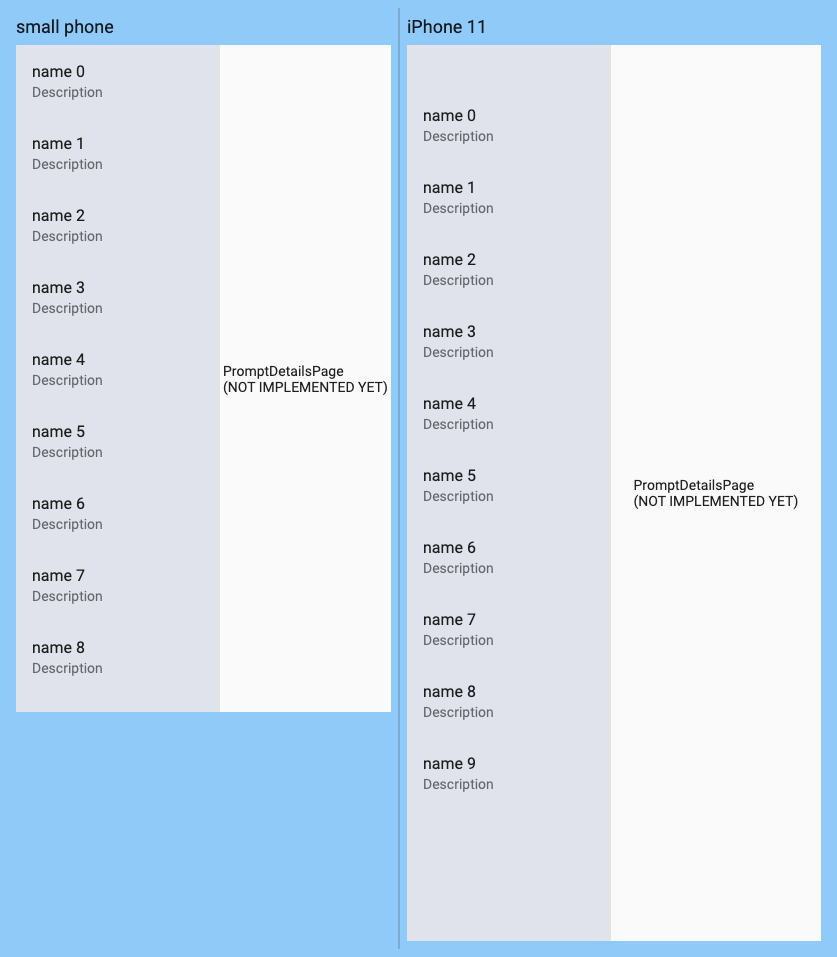 small phone
name 0
Description
name 1
Description
name 2
Description
name 3
Description
name 4
Description
name 5
Description
name 6
Description
name 7
Description
name 8
Description
PromptDetailsPage
(NOT IMPLEMENTED YET)
iPhone 11
name 0
Description
name 1
Description
name 2
Description
name 3
Description
name 4
Description
name 5
Description
name 6
Description
name 7
Description
name 8
Description
name 9
Description
PromptDetailsPage
(NOT IMPLEMENTED YET)